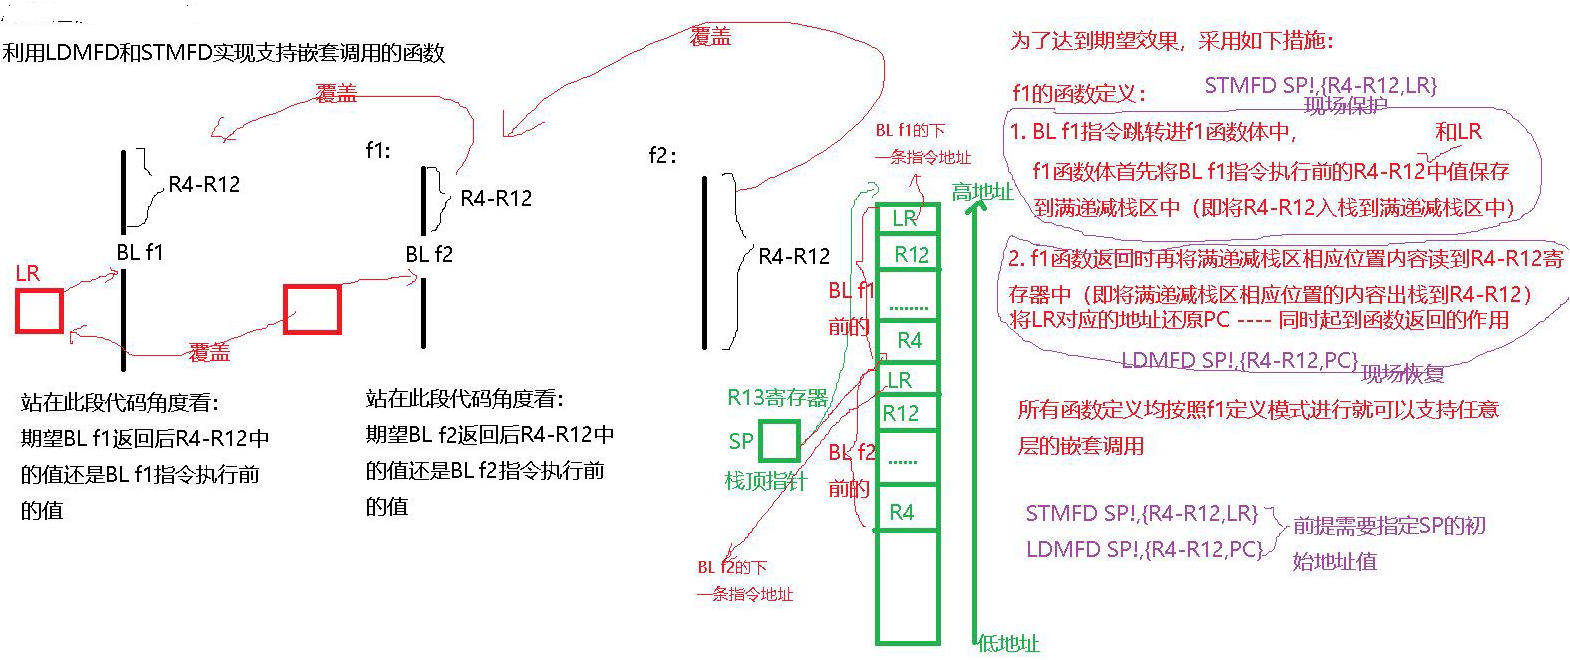 利用LDMFD和STMFD实现支持嵌套调用的函数
覆盖
覆盖
R4-R12
BL f1
LR
覆盖
f1:
R4-R12
BL f2
f2:
R4-R12
站在此段代码角度看:
期望BL f1返回后R4-R12中
的值还是BL f1指令执行前
的值
站在此段代码角度看:
期望BL f2返回后R4-R12中
的值还是BL f2指令执行前
的值
BL f1的下
一条指令地址
高地址
LR
R12
........
R4
BL f1
前的
LR
R12
......
R4
BL f2
前的
R13寄存器
SP
栈顶指针
BL f2的下
一条指令地址
低地址
为了达到期望效果，采用如下措施:
f1的函数定义:
STMFD SP!,{R4-R12,LR}
现场保护
1. BL f1指令跳转进f1函数体中,
和LR
f1函数体首先将BL f1指令执行前的R4-R12中值保存
到满递减栈区中（即将R4-R12入栈到满递减栈区中）
2. f1函数返回时再将满递减栈区相应位置内容读到R4-R12寄
存器中（即将满递减栈区相应位置的内容出栈到R4-R12）
将LR对应的地址还原PC ---- 同时起到函数返回的作用
LDMFD SP!,{R4-R12,PC}
现场恢复
所有函数定义均按照f1定义模式进行就可以支持任意
层的嵌套调用
STMFD SP!,{R4-R12,LR}
LDMFD SP!,{R4-R12,PC}
前提需要指定SP的初
始地址值